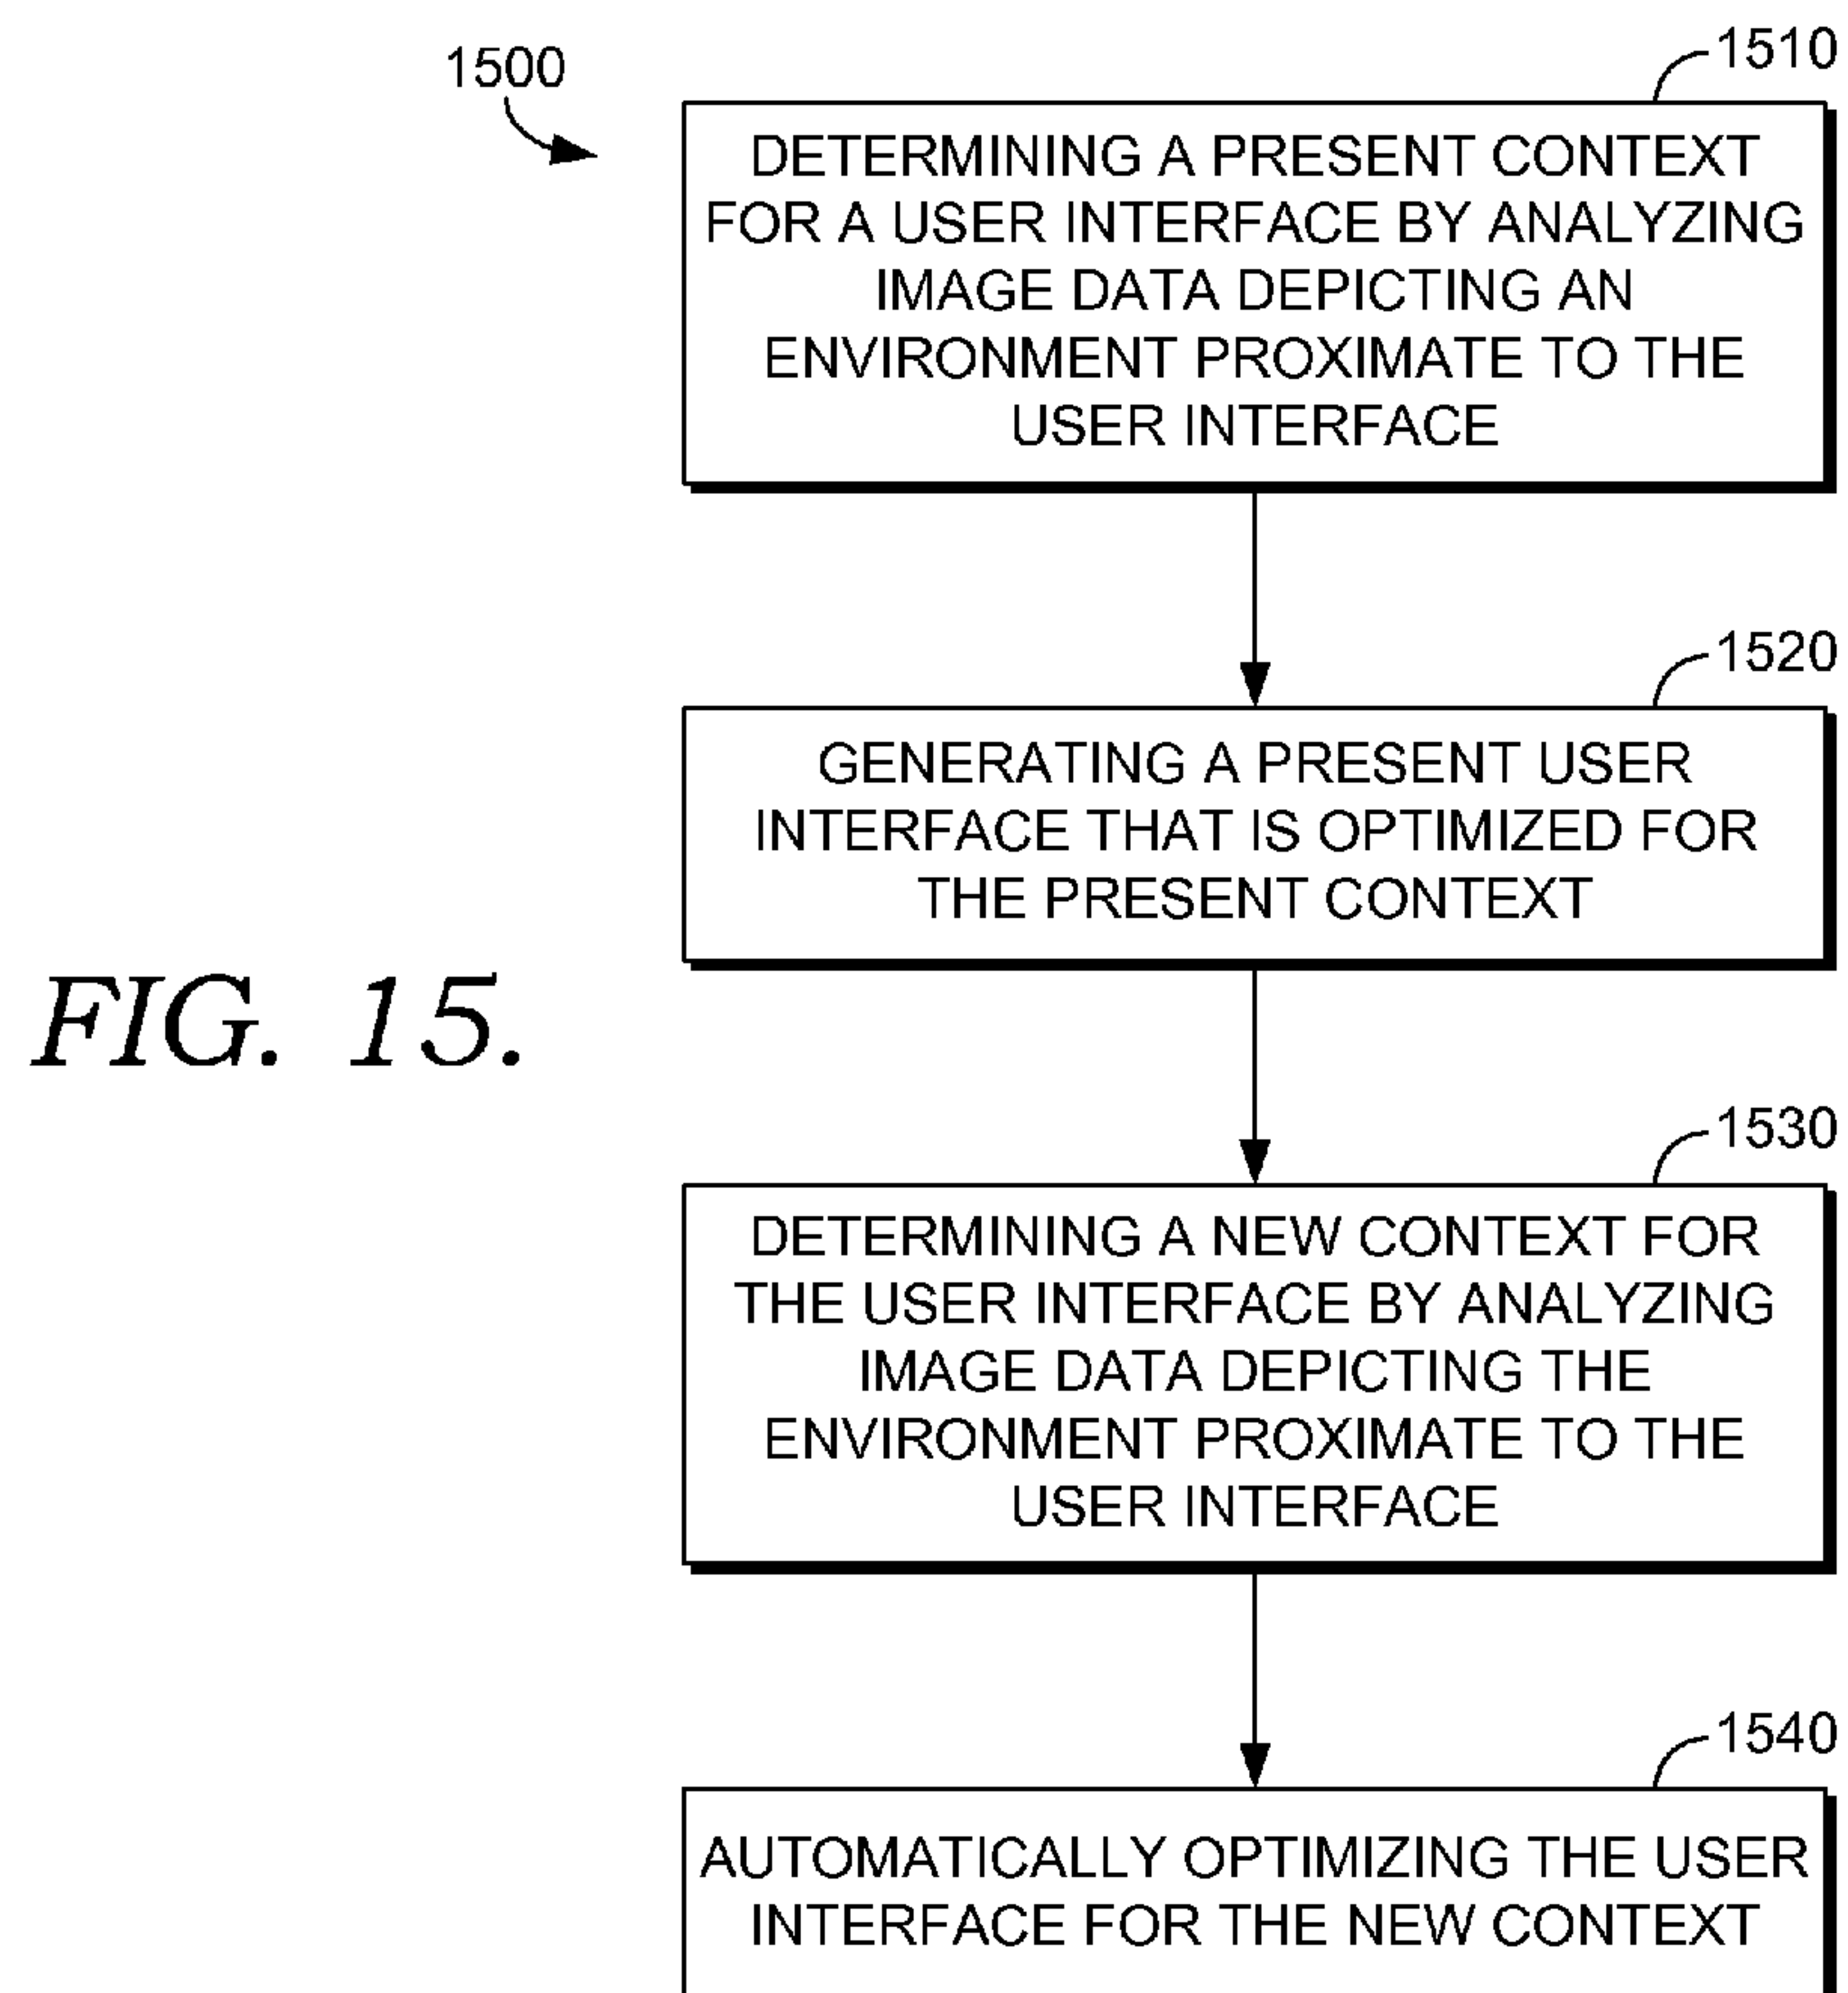 1500
1510
DETERMINING A PRESENT CONTEXT
FOR A USER INTERFACE BY ANALYZING
IMAGE DATA DEPICTING AN
ENVIRONMENT PROXIMATE TO THE
USER INTERFACE
1520
GENERATING A PRESENT USER
INTERFACE THAT IS OPTIMIZED FOR
THE PRESENT CONTEXT
FIG. 15.
1530
DETERMINING A NEW CONTEXT FOR
THE USER INTERFACE BY ANALYZING
IMAGE DATA DEPICTING THE
ENVIRONMENT PROXIMATE TO THE
USER INTERFACE
1540
AUTOMATICALLY OPTIMIZING THE USER
INTERFACE FOR THE NEW CONTEXT